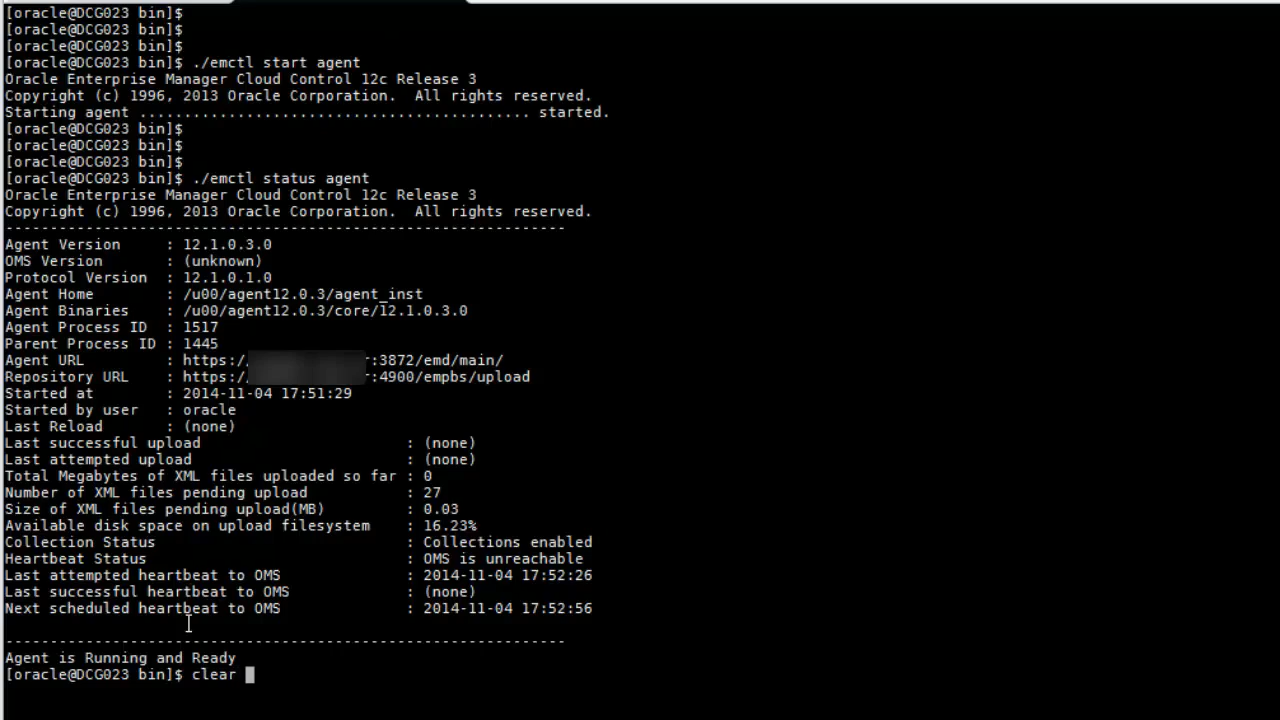 [oracle@DCG023 bin]$
[oracle@DCG023 bin]$
[oracle@DCG023 bin]$
[oracle@DCG023 bin]$ ./emctl start agent
Oracle Enterprise Manager Cloud Control 12c Release 3
Copyright (c) 1996, 2013 Oracle Corporation.  All rights reserved.
Starting agent ............................................ started.
[oracle@DCG023 bin]$
[oracle@DCG023 bin]$
[oracle@DCG023 bin]$
[oracle@DCG023 bin]$ ./emctl status agent
Oracle Enterprise Manager Cloud Control 12c Release 3
Copyright (c) 1996, 2013 Oracle Corporation.  All rights reserved.
---------------------------------------------------------------
Agent Version     : 12.1.0.3.0
OMS Version       : (unknown)
Protocol Version  : 12.1.0.1.0
Agent Home        : /u00/agent12.0.3/agent_inst
Agent Binaries    : /u00/agent12.0.3/core/12.1.0.3.0
Agent Process ID  : 1517
Parent Process ID : 1445
Agent URL         : https:/ :3872/emd/main/
Repository URL    : https:/ :4900/empbs/upload
Started at        : 2014-11-04 17:51:29
Started by user   : oracle
Last Reload       : (none)
Last successful upload                       : (none)
Last attempted upload                        : (none)
Total Megabytes of XML files uploaded so far : 0
Number of XML files pending upload           : 27
Size of XML files pending upload(MB)         : 0.03
Available disk space on upload filesystem    : 16.23%
Collection Status                            : Collections enabled
Heartbeat Status                             : OMS is unreachable
Last attempted heartbeat to OMS              : 2014-11-04 17:52:26
Last successful heartbeat to OMS             : (none)
Next scheduled heartbeat to OMS              : 2014-11-04 17:52:56
---------------------------------------------------------------
Agent is Running and Ready
[oracle@DCG023 bin]$ clear